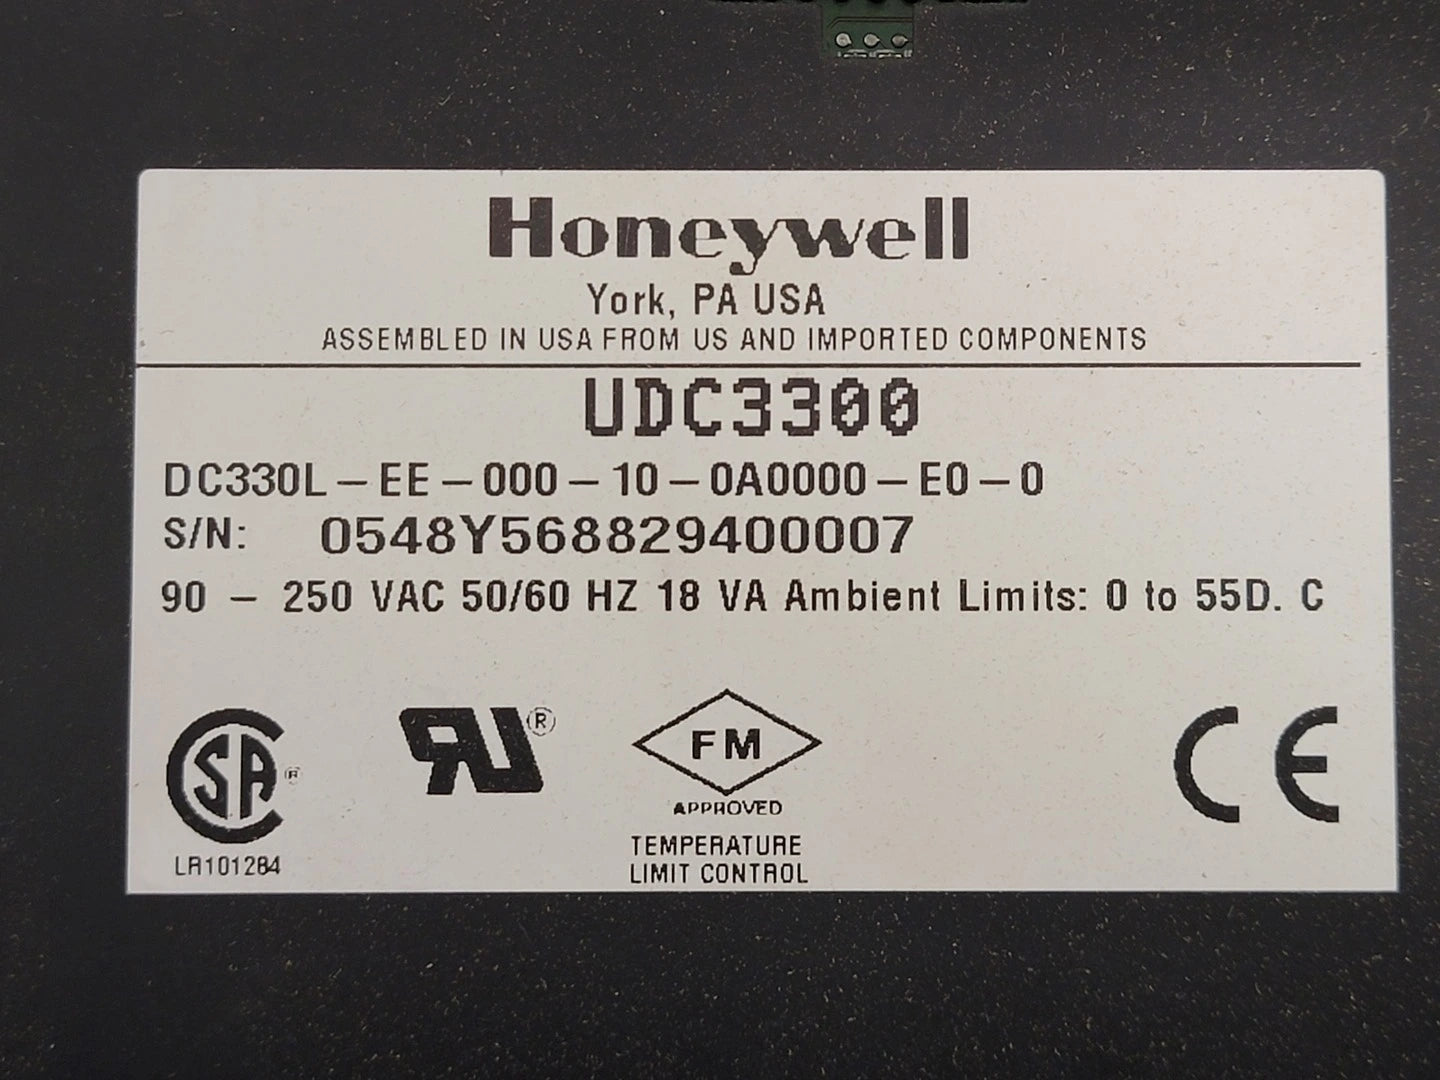 Honeywell
York, PA USA
ASSEMBLED IN USA FROM US AND IMPORTED COMPONENTS
UDC3300
DC330L-EE-000-10-0A0000-E0-0
S/N: 0548Y568829400007
90 - 250 VAC 50/60 HZ 18 VA Ambient Limits: 0 to 55D. C
SA ® RU ® FM CE
APPROVED
LR101284
TEMPERATURE
LIMIT CONTROL